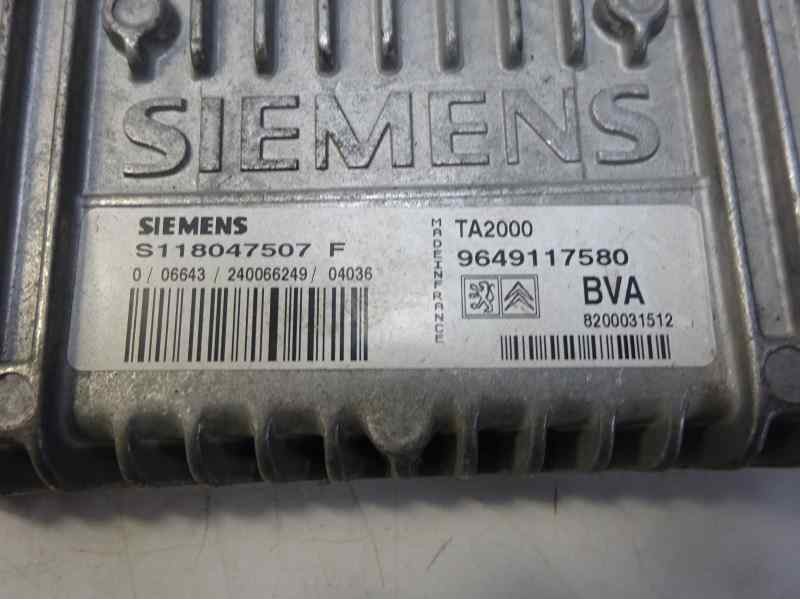 SIEMENS
SIEMENS
S118047507 F
0 / 06643 / 240066249 / 04036
MADE IN FRANCE
TA2000
9649117580
BVA
8200031512